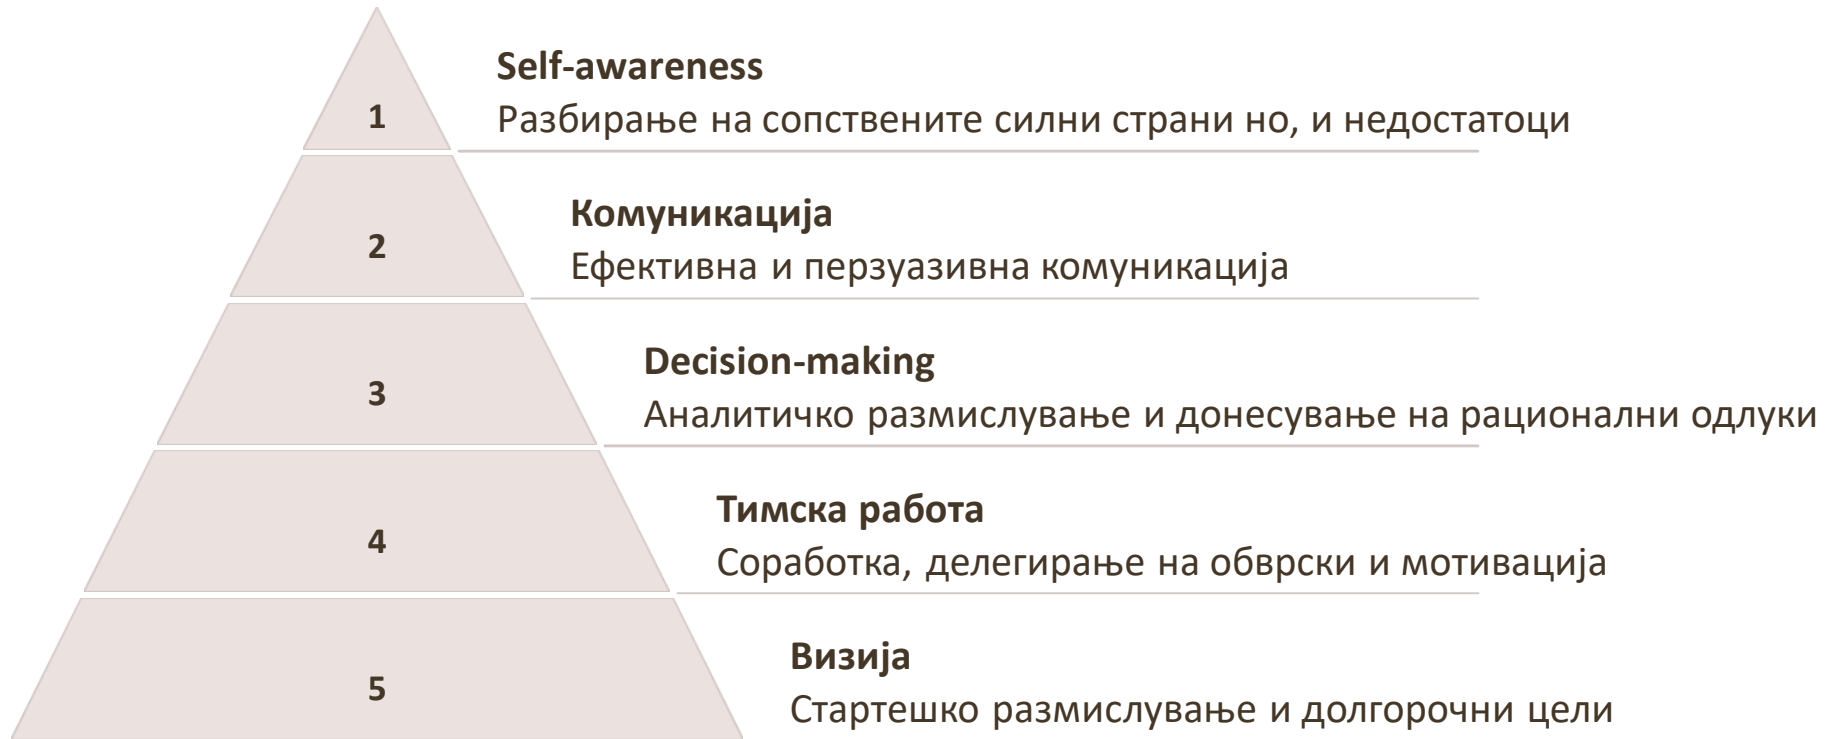 1
Self-awareness
Разбирање на сопствените силни страни но, и недостатоци
2
Комуникација
Ефективна и перзуазивна комуникација
3
Decision-making
Аналитичко размислување и донесување на рационални одлуки
4
Тимска работа
Соработка, делегирање на обврски и мотивација
5
Визија
Стартешко размислување и долгорочни цели